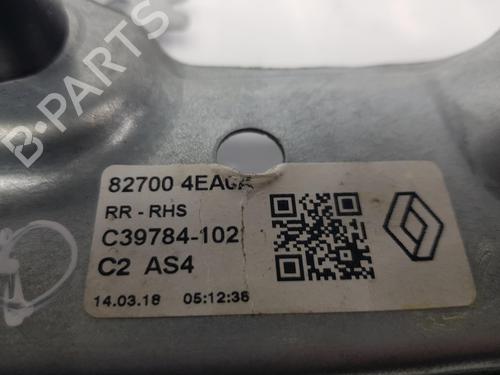 B-PARTS
82700 4EA0A
RR - RHS
C39784-102
C2 AS4
14.03.18 05:12:36